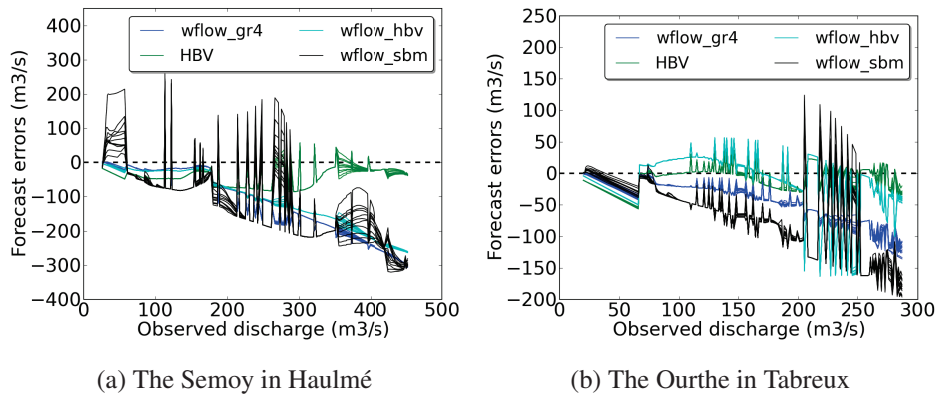 400
300
200
100
0
−100
−200
−300
−400
Forecast errors (m3/s)
wflow_gr4
HBV
wflow_hbv
wflow_sbm
0 100 200 300 400 500
Observed discharge (m3/s)
(a) The Semoy in Haulmé
250
200
150
100
50
0
−50
−100
−150
−200
Forecast errors (m3/s)
wflow_gr4
HBV
wflow_hbv
wflow_sbm
0 50 100 150 200 250 300
Observed discharge (m3/s)
(b) The Ourthe in Tabreux